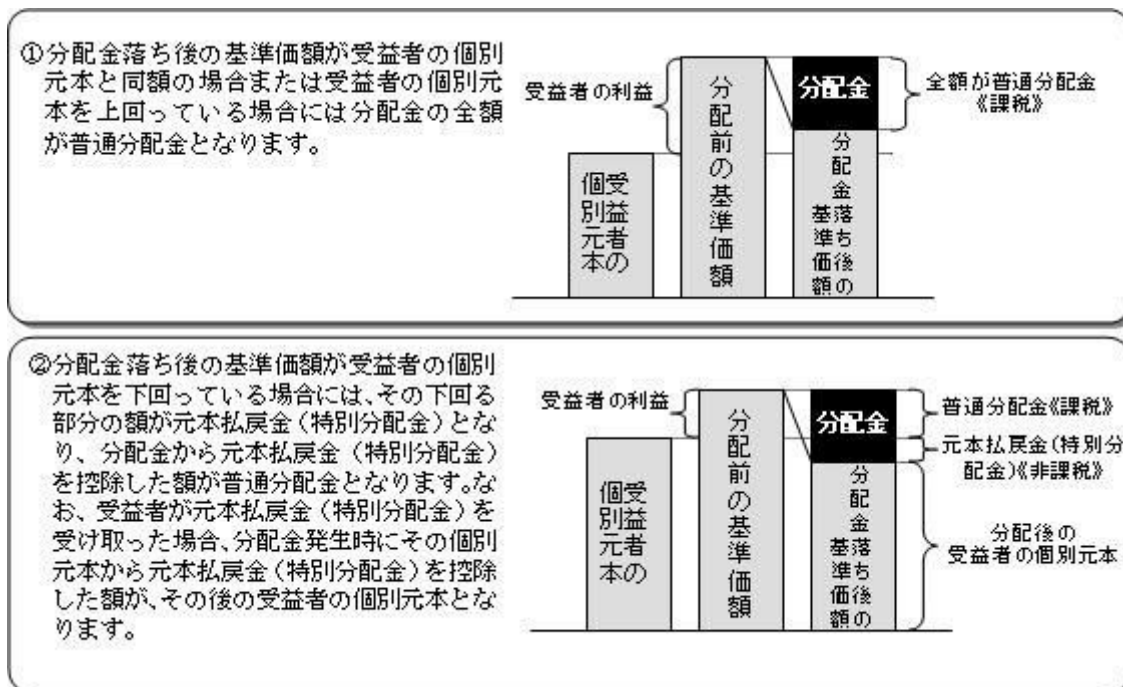 ①分配金落ち後の基準価額が受益者の個別
元本と同額の場合または受益者の個別元
本を上回っている場合には分配金の全額
が普通分配金となります。
受益者の利益
個別元本
受益者の
分配前の基準価額
分配金
分配金落ち後の
基準価額
全額が普通分配金
《課税》
②分配金落ち後の基準価額が受益者の個別
元本を下回っている場合には、その下回る
部分の額が元本払戻金(特別分配金)とな
り、分配金から元本払戻金(特別分配金)
を控除した額が普通分配金となります。な
お、受益者が元本払戻金(特別分配金)を
受け取った場合、分配金発生時にその個別
元本から元本払戻金(特別分配金)を控除
した額が、その後の受益者の個別元本とな
ります。
受益者の利益
受益者の
個別元本
分配前の基準価額
分配金
分配金落ち後の
基準価額
普通分配金《課税》
元本払戻金(特別分
配金)《非課税》
分配後の
受益者の個別元本